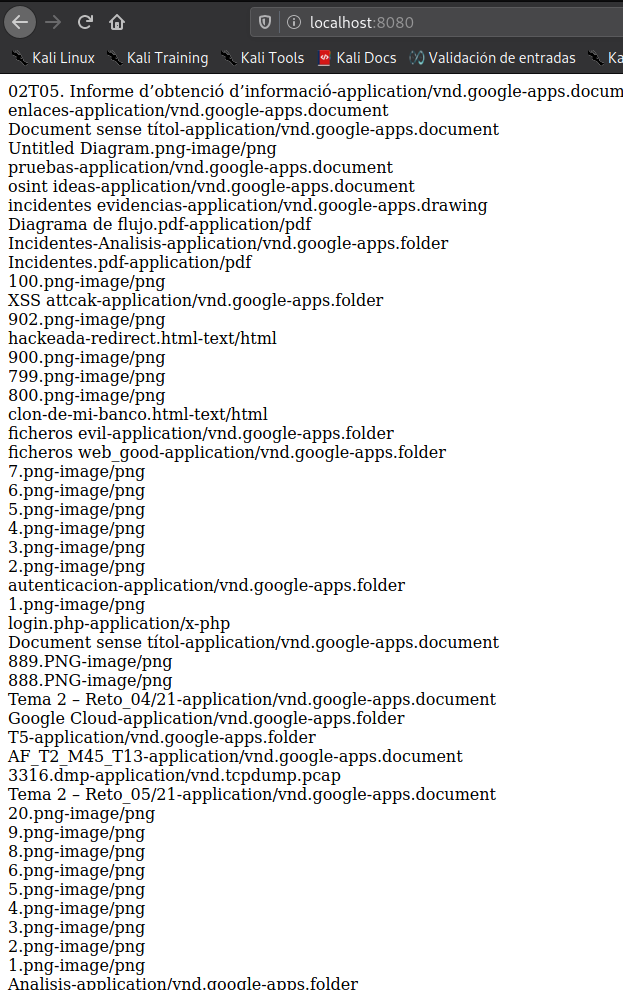 localhost:8080
Kali Linux Kali Training Kali Tools Kali Docs Validación de entradas Ka
02T05. Informe d’obtenció d’informació-application/vnd.google-apps.docum
enlaces-application/vnd.google-apps.document
Document sense títol-application/vnd.google-apps.document
Untitled Diagram.png-image/png
pruebas-application/vnd.google-apps.document
osint ideas-application/vnd.google-apps.document
incidentes evidencias-application/vnd.google-apps.drawing
Diagrama de flujo.pdf-application/pdf
Incidentes-Analisis-application/vnd.google-apps.folder
Incidentes.pdf-application/pdf
100.png-image/png
XSS attcak-application/vnd.google-apps.folder
902.png-image/png
hackeada-redirect.html-text/html
900.png-image/png
799.png-image/png
800.png-image/png
clon-de-mi-banco.html-text/html
ficheros evil-application/vnd.google-apps.folder
ficheros web_good-application/vnd.google-apps.folder
7.png-image/png
6.png-image/png
5.png-image/png
4.png-image/png
3.png-image/png
2.png-image/png
autenticacion-application/vnd.google-apps.folder
1.png-image/png
login.php-application/x-php
Document sense títol-application/vnd.google-apps.document
889.PNG-image/png
888.PNG-image/png
Tema 2 – Reto_04/21-application/vnd.google-apps.document
Google Cloud-application/vnd.google-apps.folder
T5-application/vnd.google-apps.folder
AF_T2_M45_T13-application/vnd.google-apps.document
3316.dmp-application/vnd.tcpdump.pcap
Tema 2 – Reto_05/21-application/vnd.google-apps.document
20.png-image/png
9.png-image/png
8.png-image/png
6.png-image/png
5.png-image/png
4.png-image/png
3.png-image/png
2.png-image/png
1.png-image/png
Analisis-application/vnd.google-apps.folder